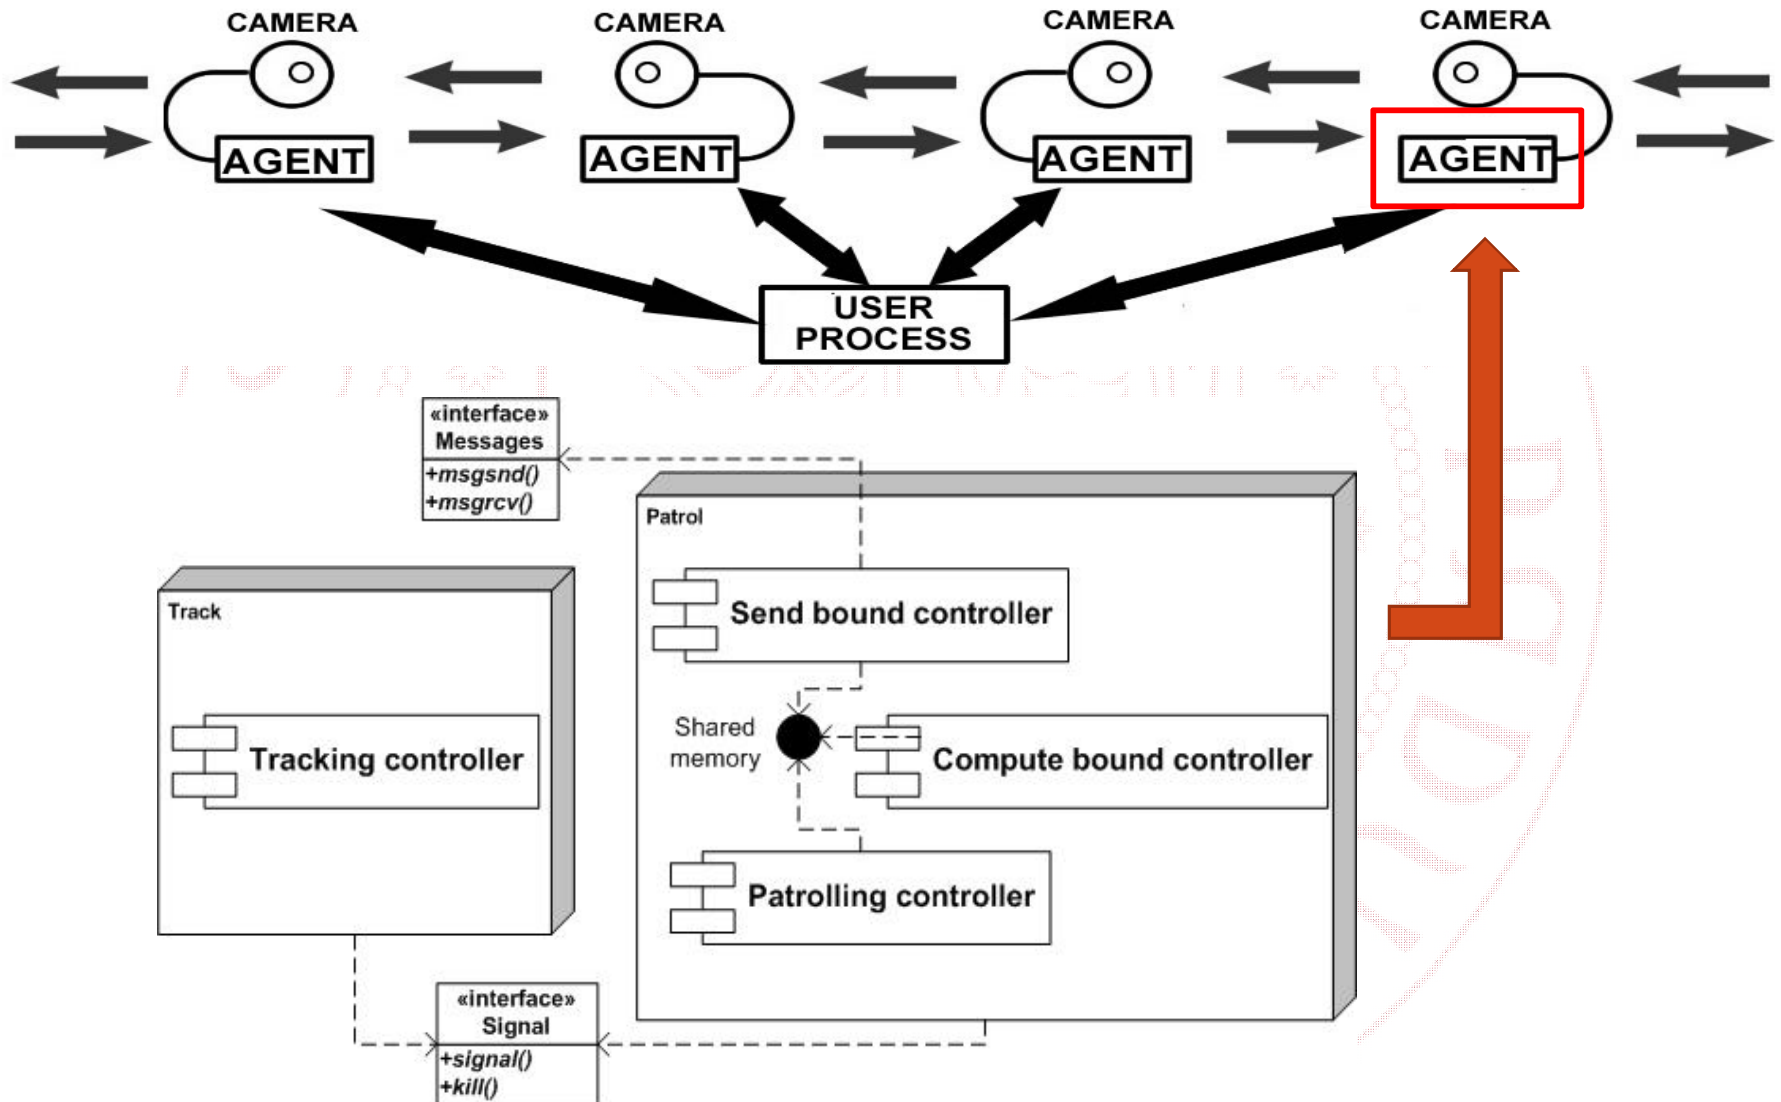 CAMERA
CAMERA
CAMERA
CAMERA
AGENT
AGENT
AGENT
AGENT
USER
PROCESS
«interface»
Messages
+msgsnd()
+msgrcv()
Patrol
Send bound controller
Track
Shared
memory
Tracking controller
Compute bound controller
Patrolling controller
«interface»
Signal
+signal()
+kill()